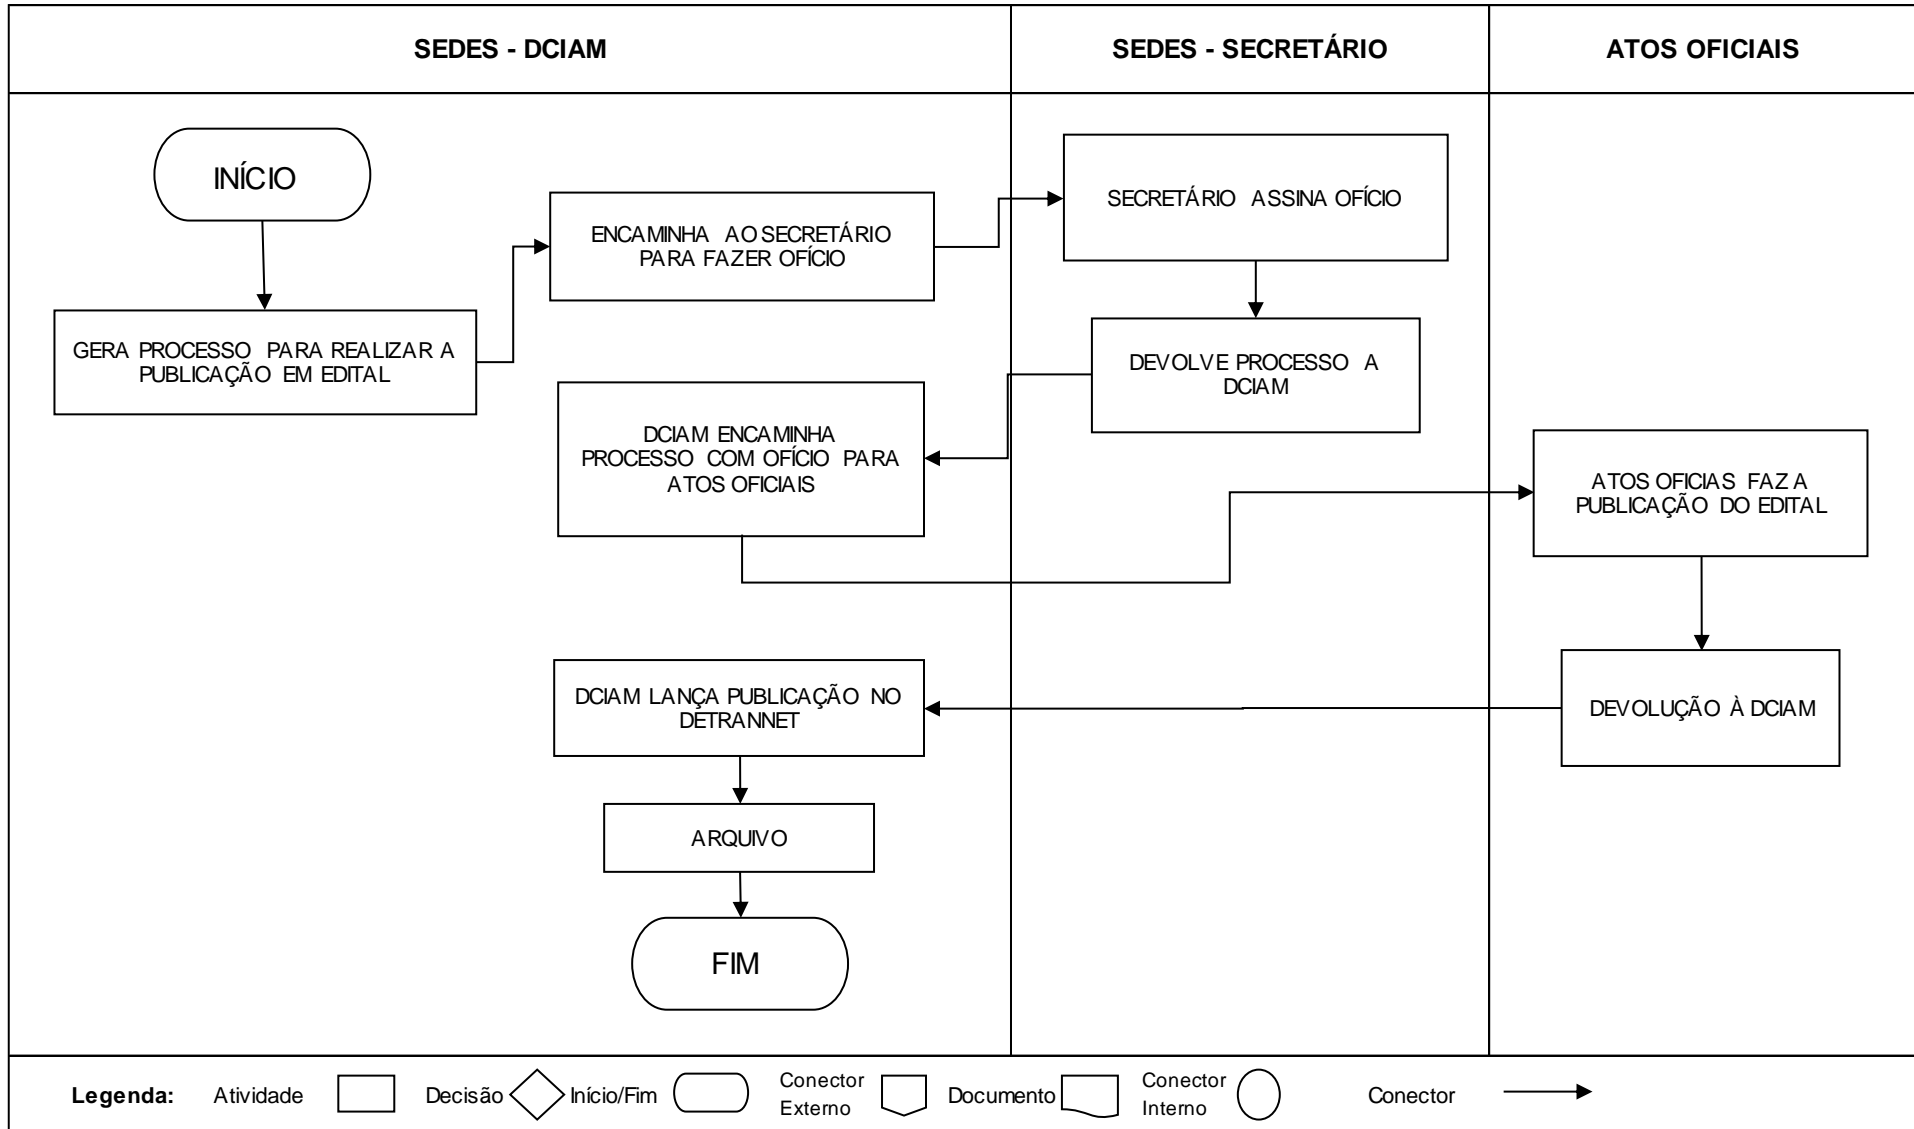 SEDES - DCIAM
SEDES - SECRETÁRIO
ATOS OFICIAIS
INÍCIO
GERA PROCESSO PARA REALIZAR A
PUBLICAÇÃO EM EDITAL
ENCAMINHA AO SECRETÁRIO
PARA FAZER OFÍCIO
SECRETÁRIO ASSINA OFÍCIO
DEVOLVE PROCESSO A
DCIAM
DCIAM ENCAMINHA
PROCESSO COM OFÍCIO PARA
ATOS OFICIAIS
ATOS OFICIAS FAZ A
PUBLICAÇÃO DO EDITAL
DEVOLUÇÃO À DCIAM
DCIAM LANÇA PUBLICAÇÃO NO
DETRANNET
ARQUIVO
FIM
Legenda:
Atividade
Decisão
Início/Fim
Conector
Externo
Documento
Conector
Interno
Conector